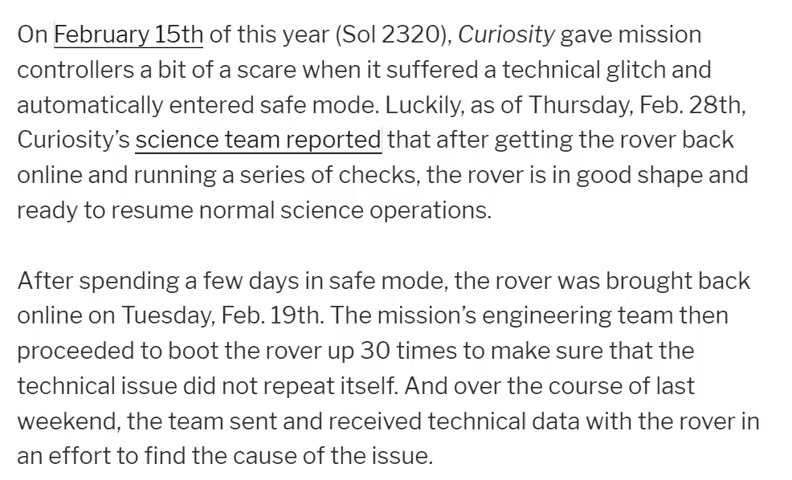 On February 15th of this year (Sol 2320), Curiosity gave mission
controllers a bit of a scare when it suffered a technical glitch and
automatically entered safe mode. Luckily, as of Thursday, Feb. 28th,
Curiosity’s science team reported that after getting the rover back
online and running a series of checks, the rover is in good shape and
ready to resume normal science operations.
After spending a few days in safe mode, the rover was brought back
online on Tuesday, Feb. 19th. The mission’s engineering team then
proceeded to boot the rover up 30 times to make sure that the
technical issue did not repeat itself. And over the course of last
weekend, the team sent and received technical data with the rover in
an effort to find the cause of the issue.